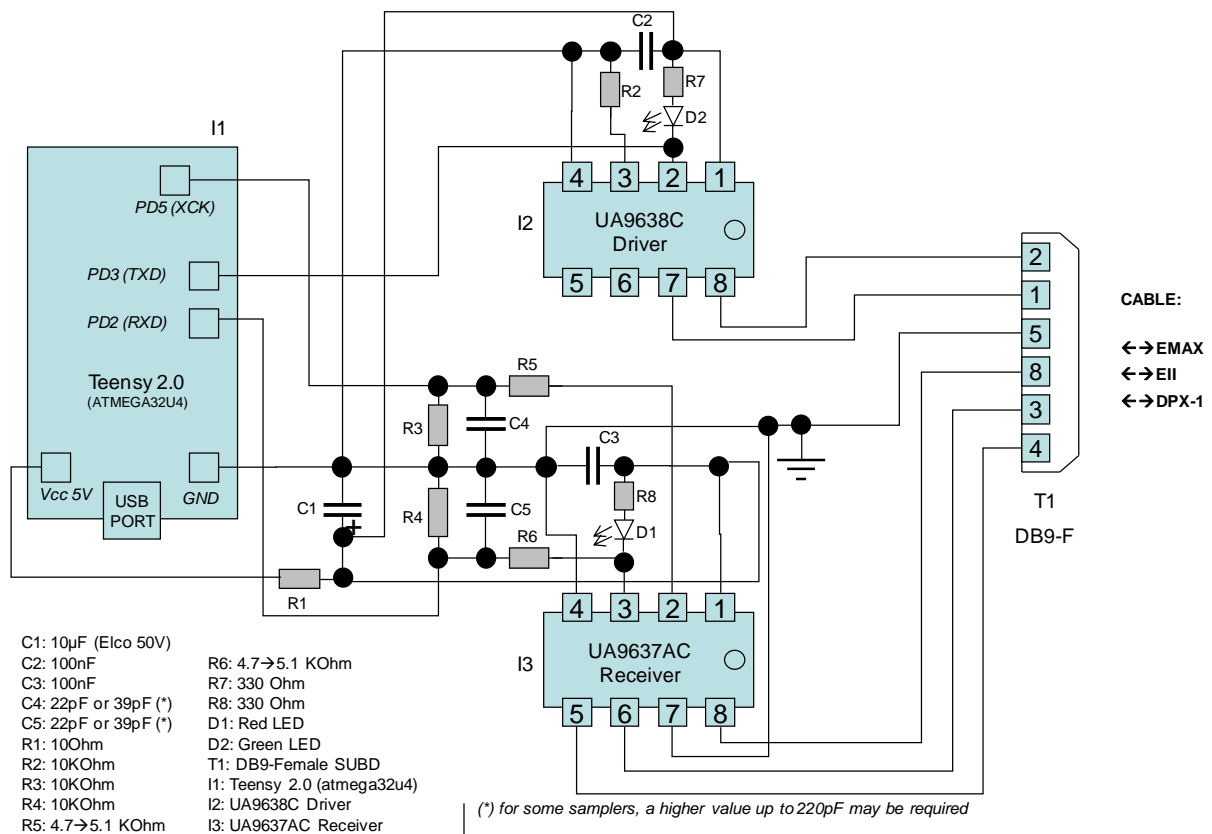 C2
R2
R7
D2
I1
PD5 (XCK)
PD3 (TXD)
PD2 (RXD)
Teensy 2.0
(ATMEGA32U4)
Vcc 5V
USB
PORT
GND
4 3 2 1
I2
UA9638C
Driver
5 6 7 8
2
1
5
8
3
4
T1
DB9-F
CABLE:
←→EMAX
←→EII
←→DPX-1
R5
R3
C4
C3
C1
+
R4
C5
R8
R6
D1
R1
4 3 2 1
I3
UA9637AC
Receiver
5 6 7 8
C1: 10µF (Elco 50V)
C2: 100nF
C3: 100nF
C4: 22pF or 39pF (*)
C5: 22pF or 39pF (*)
R1: 10Ohm
R2: 10KOhm
R3: 10KOhm
R4: 10KOhm
R5: 4.7→5.1 KOhm
R6: 4.7→5.1 KOhm
R7: 330 Ohm
R8: 330 Ohm
D1: Red LED
D2: Green LED
T1: DB9-Female SUBD
I1: Teensy 2.0 (atmega32u4)
I2: UA9638C Driver
I3: UA9637AC Receiver
(*) for some samplers, a higher value up to 220pF may be required